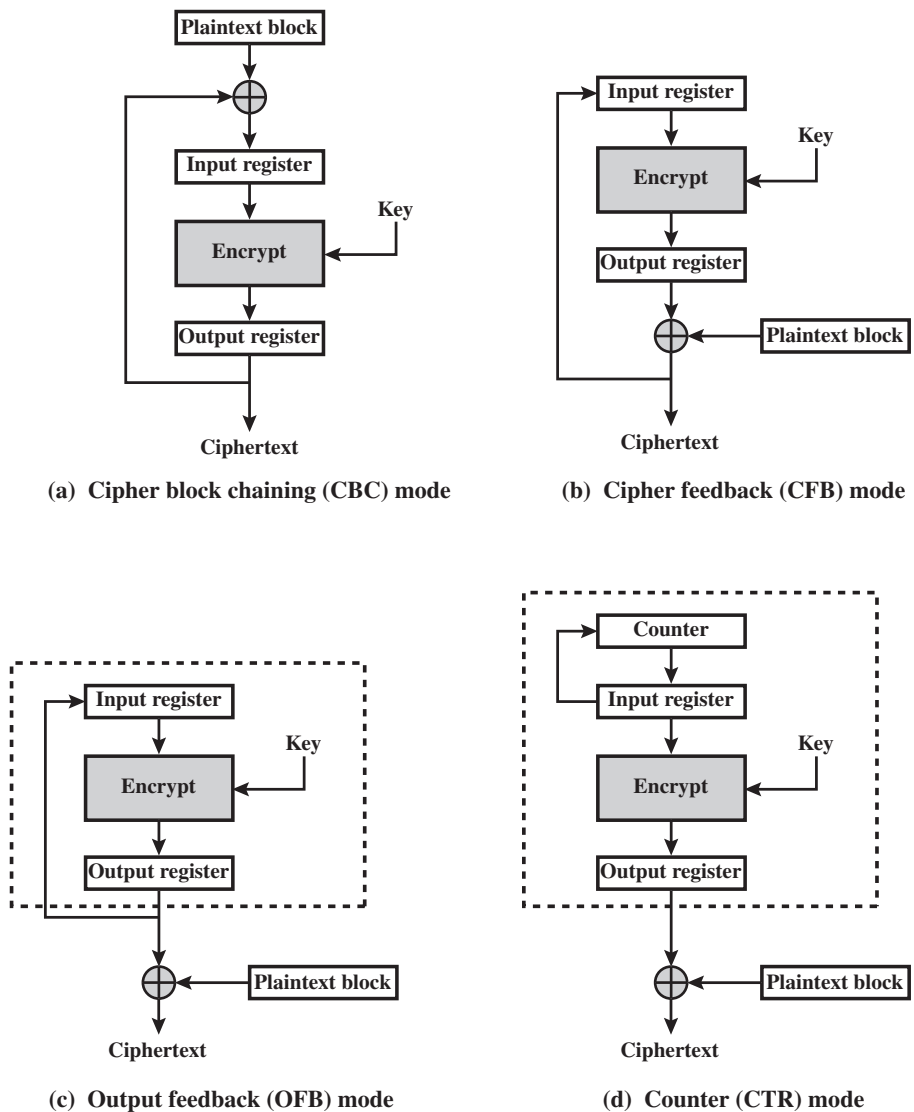 Plaintext block
Input register
Key
Encrypt
Output register
Ciphertext
(a) Cipher block chaining (CBC) mode
Input register
Key
Encrypt
Output register
Plaintext block
Ciphertext
(b) Cipher feedback (CFB) mode
Input register
Key
Encrypt
Output register
Plaintext block
Ciphertext
(c) Output feedback (OFB) mode
Counter
Input register
Key
Encrypt
Output register
Plaintext block
Ciphertext
(d) Counter (CTR) mode